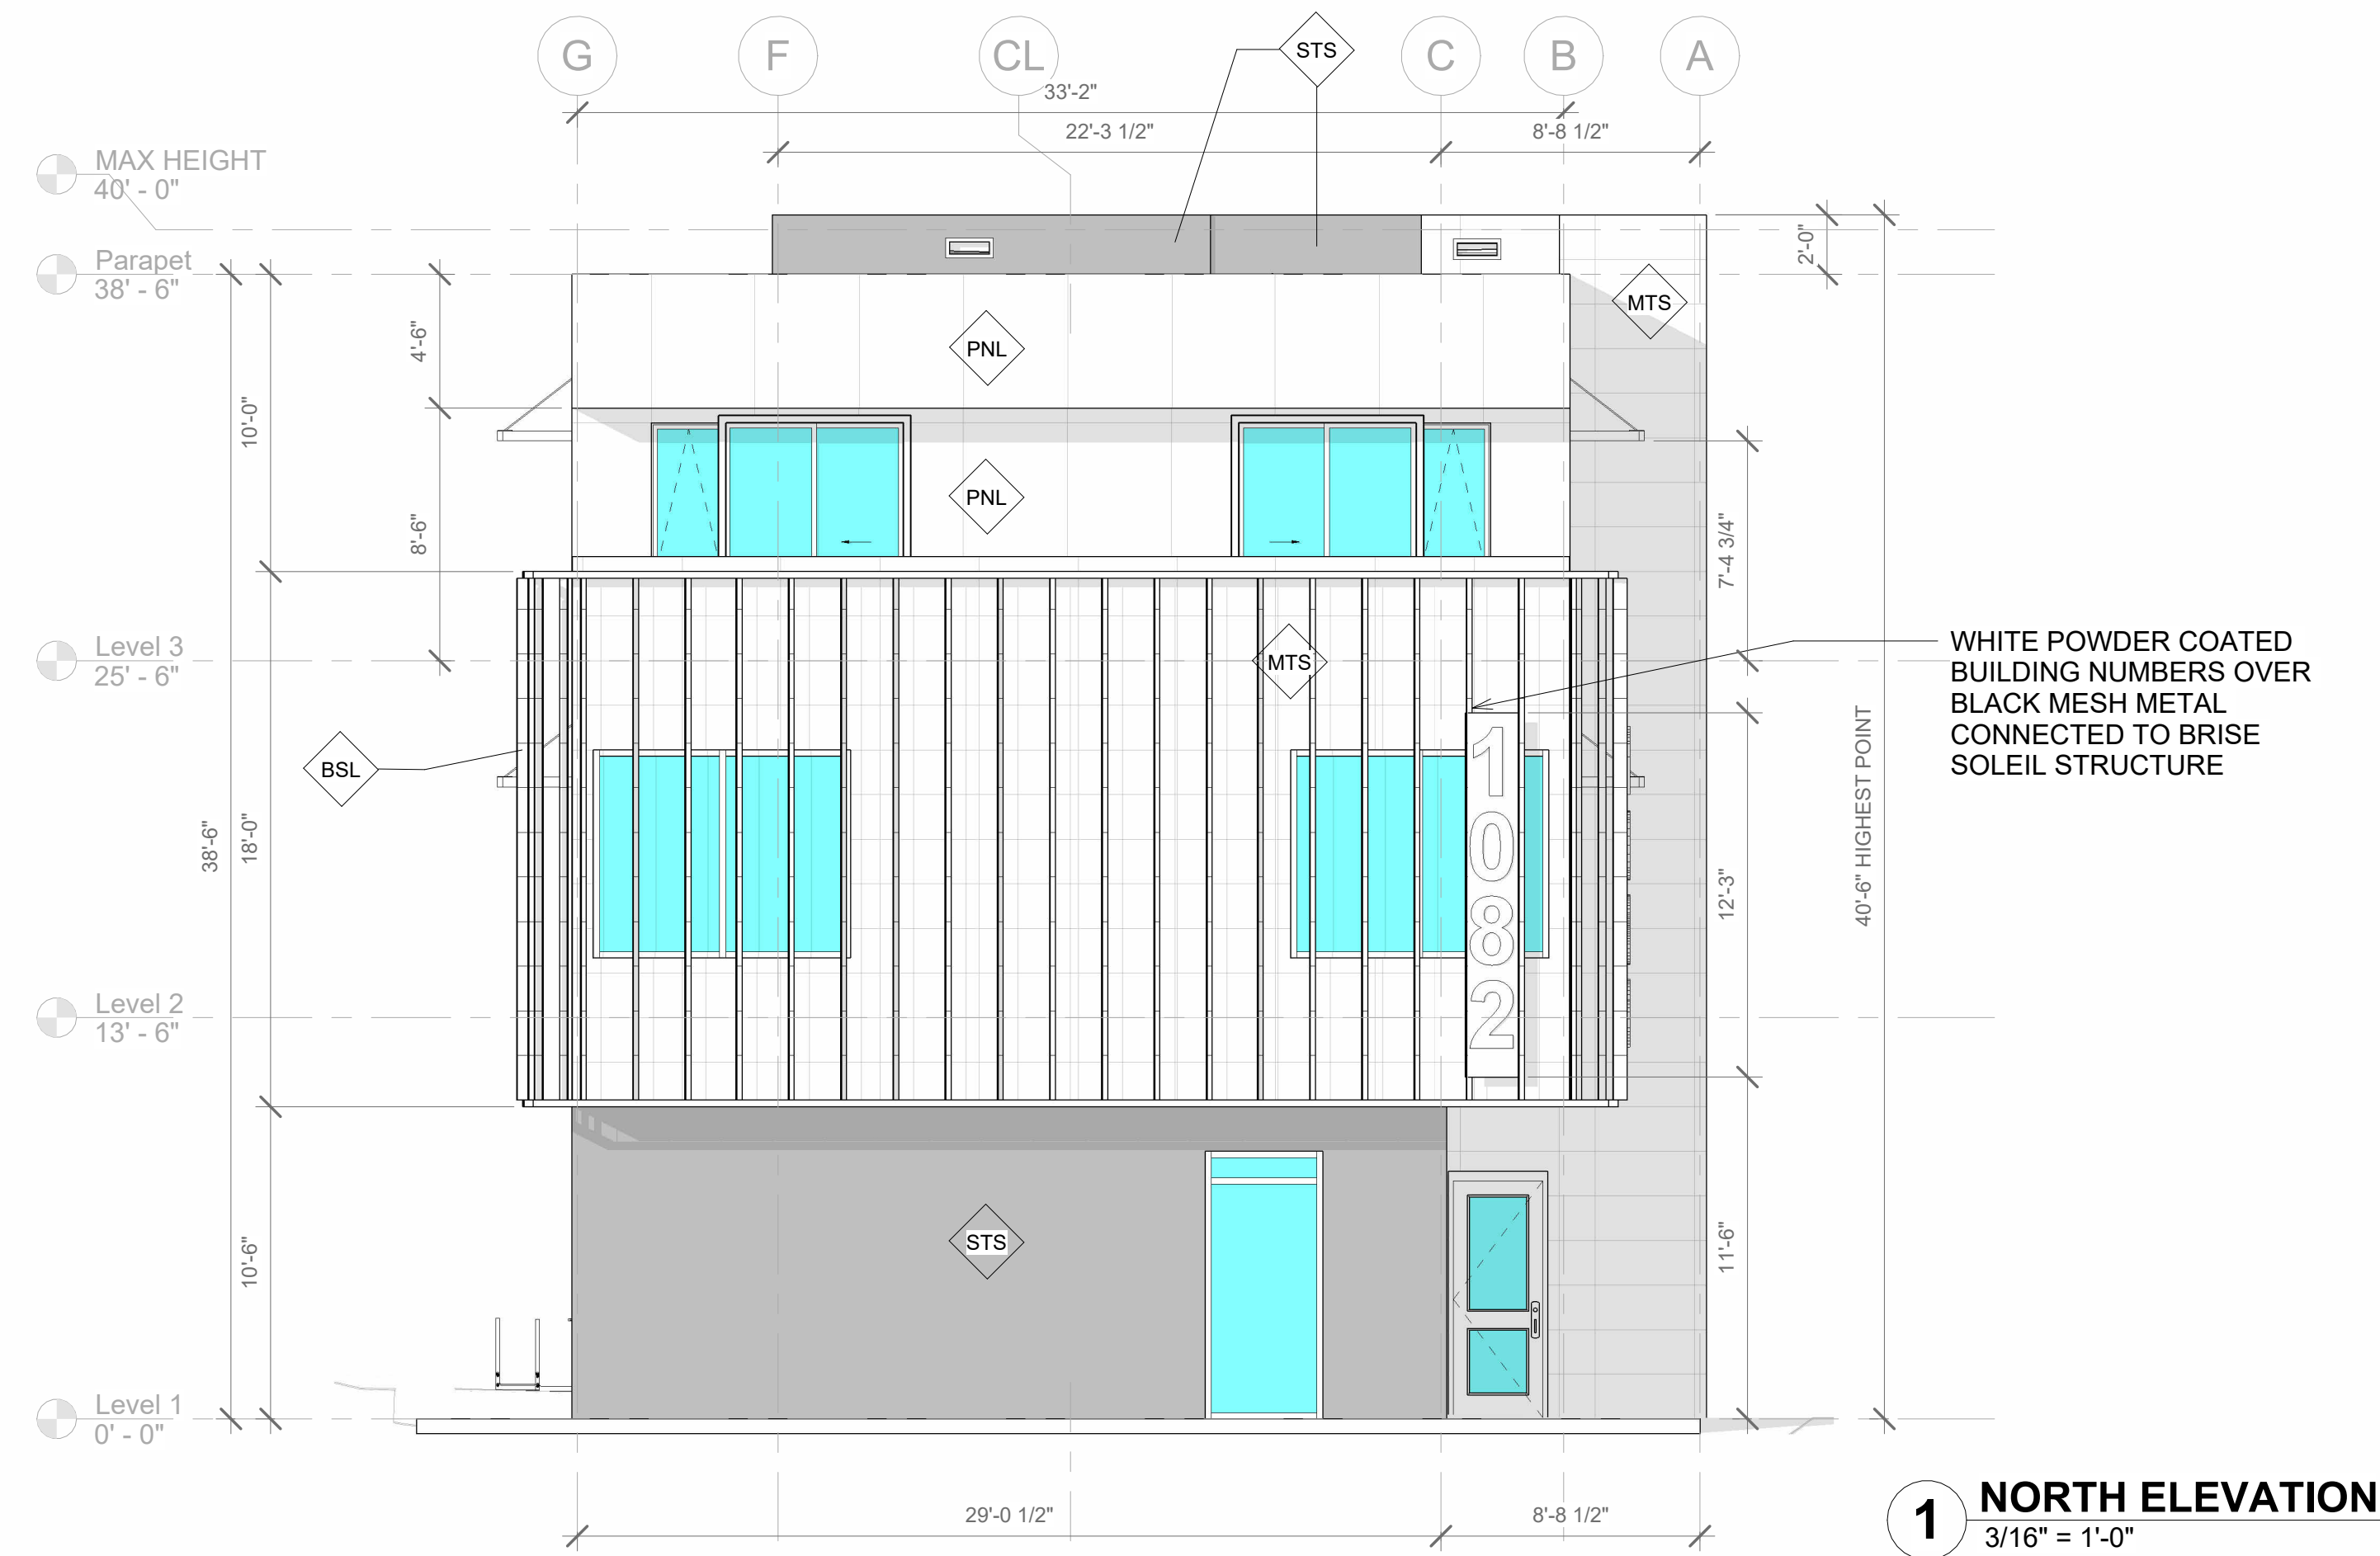 G
F
CL
STS
C
B
A
33'-2"
22'-3 1/2"
8'-8 1/2"
MAX HEIGHT
40' - 0"
Parapet
38' - 6"
2'-0"
MTS
4'-6"
PNL
10'-0"
PNL
8'-6"
7'-4 3/4"
Level 3
25' - 6"
MTS
WHITE POWDER COATED
BUILDING NUMBERS OVER
BLACK MESH METAL
CONNECTED TO BRISE
SOLEIL STRUCTURE
BSL
40'-6" HIGHEST POINT
38'-6"
18'-0"
1082
12'-3"
Level 2
13' - 6"
STS
10'-6"
11'-6"
Level 1
0' - 0"
29'-0 1/2"
8'-8 1/2"
1
NORTH ELEVATION
3/16" = 1'-0"